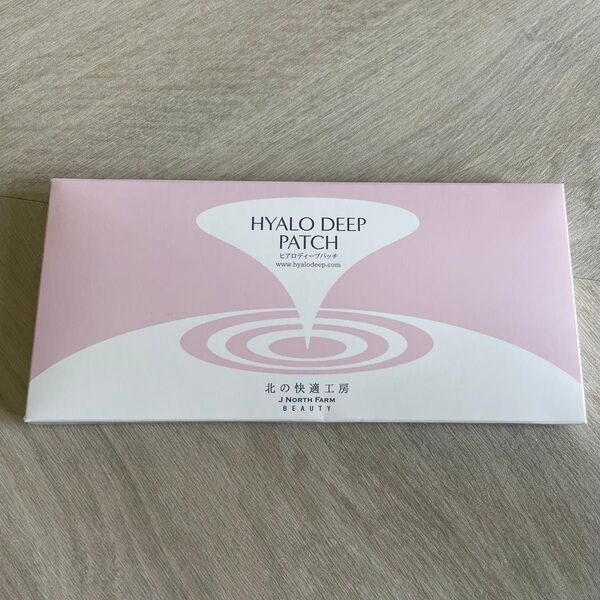 HYALO DEEP
PATCH
ヒアロディープパッチ
www.hyalodeep.com
北の快適工房
J NORTH FARM
BEAUTY